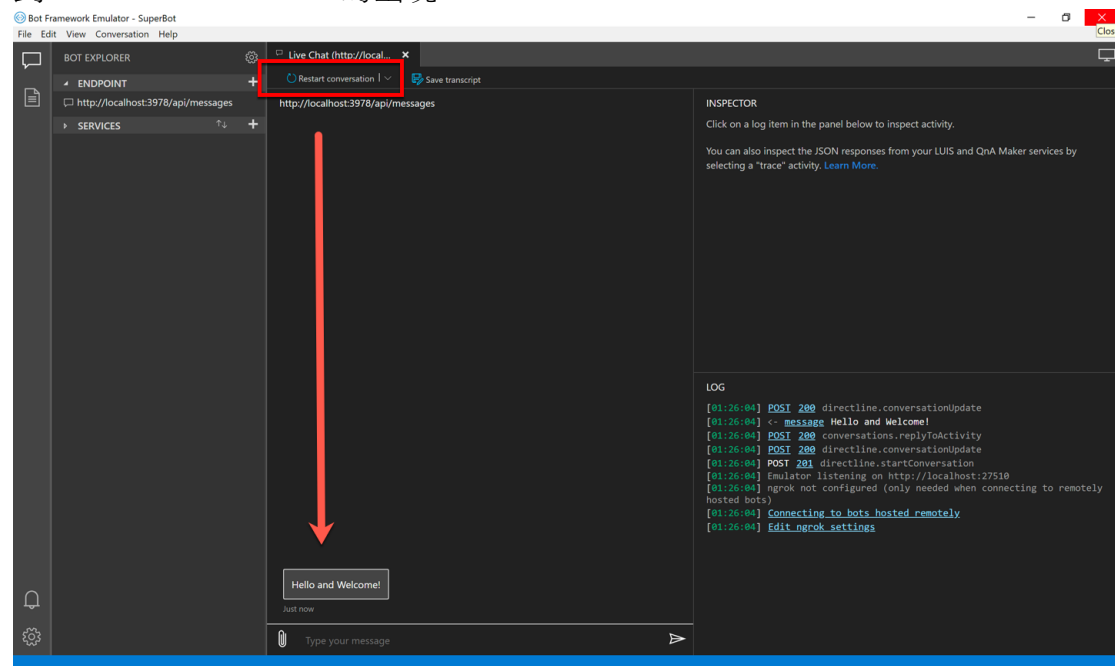 Bot Framework Emulator - SuperBot
Clos
File Edit View Conversation Help
BOT EXPLORER
ENDPOINT
http://localhost:3978/api/messages
SERVICES
Live Chat (http://local...
Restart conversation
Save transcript
http://localhost:3978/api/messages
Hello and Welcome!
Just now
Type your message
INSPECTOR
Click on a log item in the panel below to inspect activity.
You can also inspect the JSON responses from your LUIS and QnA Maker services by
selecting a "trace" activity. Learn More.
LOG
[01:26:04] POST 200 directline.conversationUpdate
[01:26:04] <- message Hello and Welcome!
[01:26:04] POST 200 conversations.replyToActivity
[01:26:04] POST 200 directline.conversationUpdate
[01:26:04] POST 201 directline.startConversation
[01:26:04] Emulator listening on http://localhost:27510
[01:26:04] ngrok not configured (only needed when connecting to remotely
hosted bots)
[01:26:04] Connecting to bots hosted remotely
[01:26:04] Edit ngrok settings